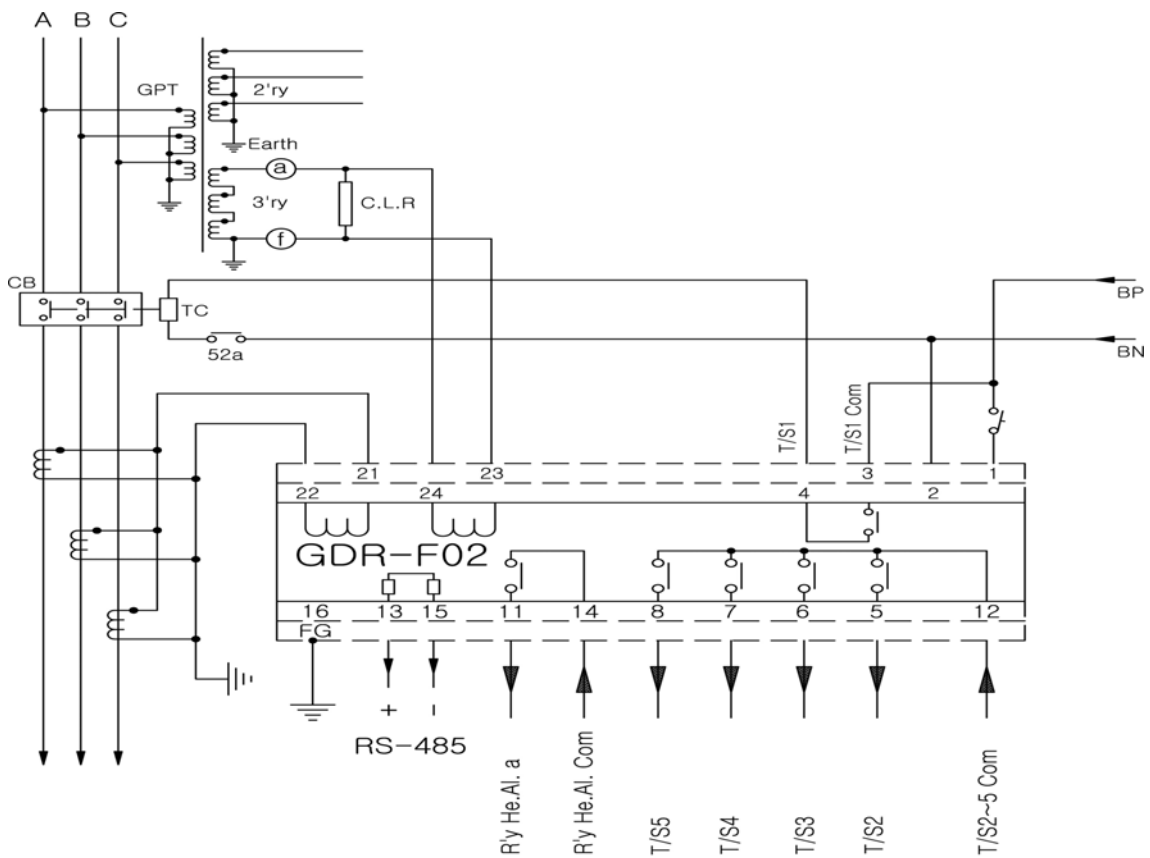 A B C
GPT
2'ry
Earth
a
3'ry
C.L.R
f
CB
TC
BP
52a
BN
T/S1
T/S1 Com
21 23 3 1
22 24 4 2
GDR-F02
16 13 15 11 14 8 7 6 5 12
FG
+ -
RS-485
R'y He.Al. a
R'y He.Al. Com
T/S5
T/S4
T/S3
T/S2
T/S2~5 Com